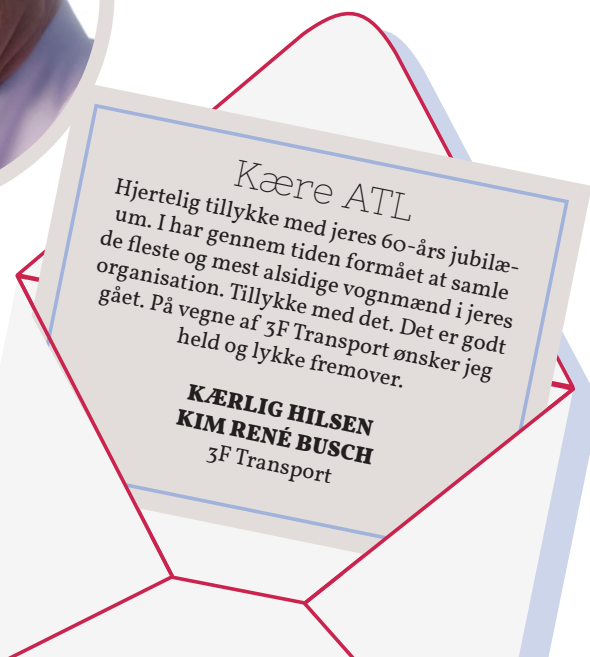 Kære ATL
Hjertelig tillykke med jeres 60-års jubilæ-
um. I har gennem tiden formået at samle
de fleste og mest alsidige vognmænd i jeres
organisation. Tillykke med det. Det er godt
gået. På vegne af 3F Transport ønsker jeg
held og lykke fremover.
KÆRLIG HILSEN
KIM RENÉ BUSCH
3F Transport